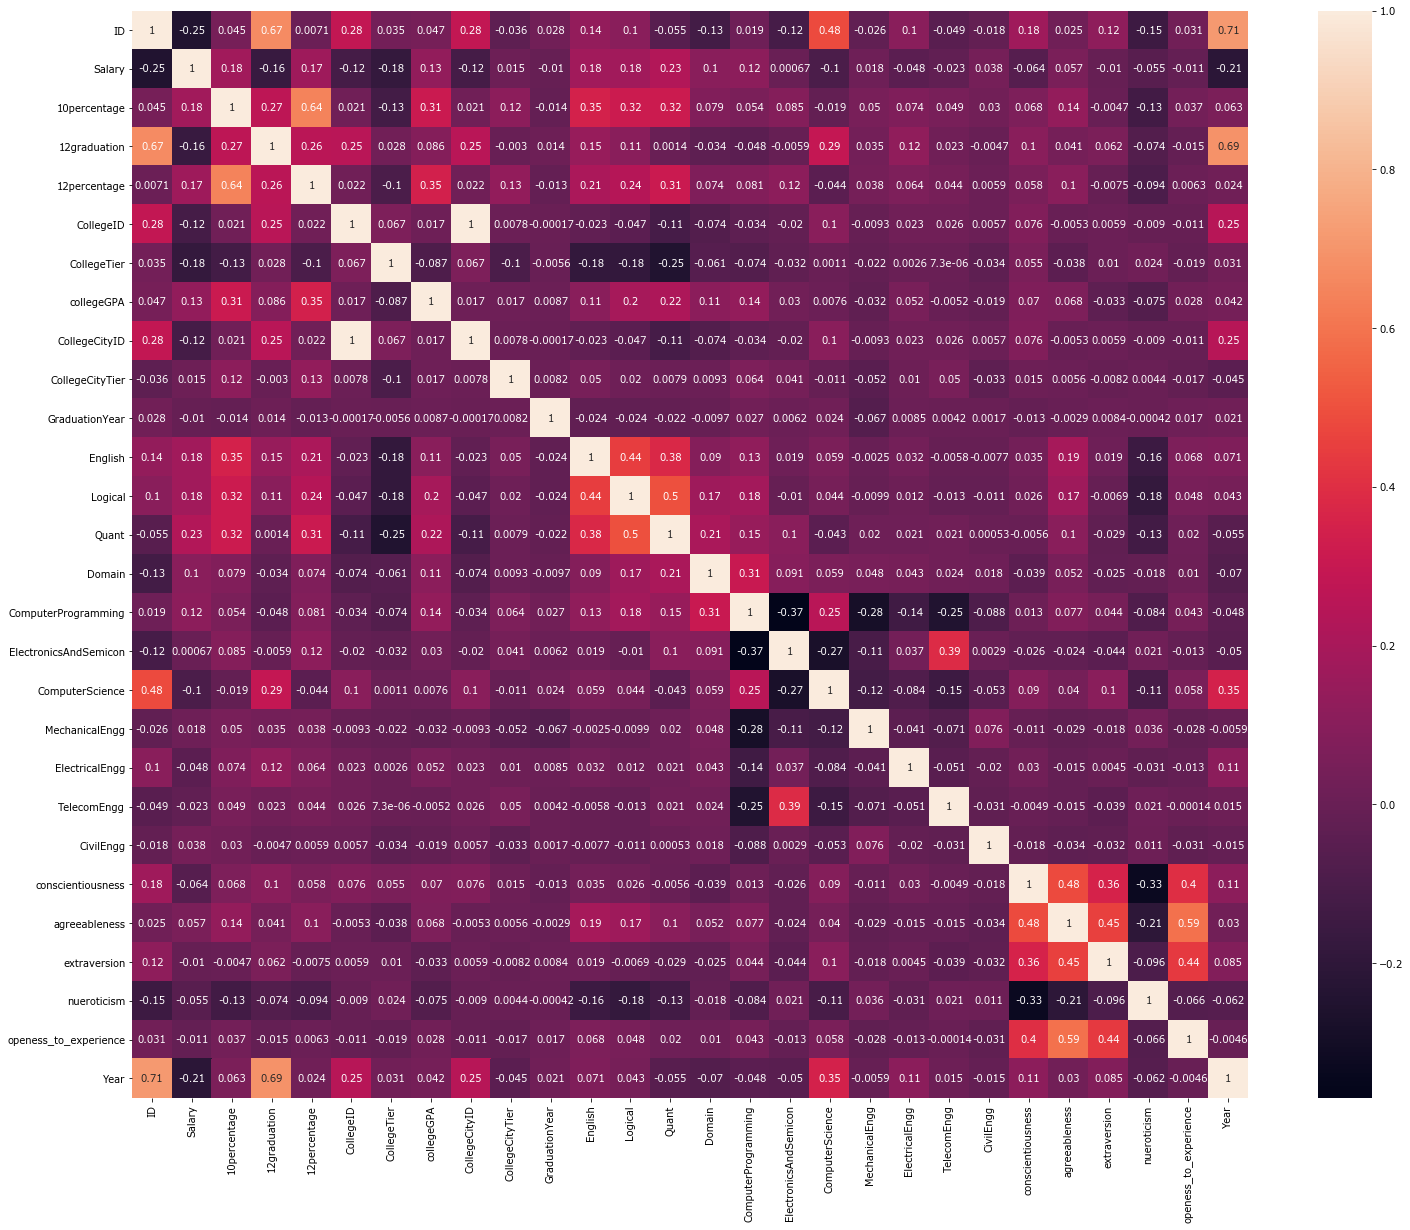 ID 1 -0.25 0.045 0.67 0.0071 0.28 0.035 0.047 0.28 -0.036 0.028 0.14 0.1 -0.055 -0.13 0.019 -0.12 0.48 -0.026 0.1 -0.049 -0.018 0.18 0.025 0.12 -0.15 0.031 0.71
Salary -0.25 1 0.18 -0.16 0.17 -0.12 -0.18 0.13 -0.12 0.015 -0.01 0.18 0.18 0.23 0.1 0.12 0.00067 -0.1 0.018 -0.048 -0.023 0.038 -0.064 0.057 -0.01 -0.055 -0.011 -0.21
10percentage 0.045 0.18 1 0.27 0.64 0.021 -0.13 0.31 0.021 0.12 -0.014 0.35 0.32 0.32 0.079 0.054 0.085 -0.019 0.05 0.074 0.049 0.03 0.068 0.14 -0.0047 -0.13 0.037 0.063
12graduation 0.67 -0.16 0.27 1 0.26 0.25 0.028 0.086 0.25 -0.003 0.014 0.15 0.11 0.0014 -0.034 -0.048 -0.0059 0.29 0.035 0.12 0.023 -0.0047 0.1 0.041 0.062 -0.074 -0.015 0.69
12percentage 0.0071 0.17 0.64 0.26 1 0.022 -0.1 0.35 0.022 0.13 -0.013 0.21 0.24 0.31 0.074 0.081 0.12 -0.044 0.038 0.064 0.044 0.0059 0.058 0.1 -0.0075 -0.094 0.0063 0.024
CollegeID 0.28 -0.12 0.021 0.25 0.022 1 0.067 0.017 1 0.0078 -0.00017 -0.023 -0.047 -0.11 -0.074 -0.034 -0.02 0.1 -0.0093 0.023 0.026 0.0057 0.076 -0.0053 0.0059 -0.009 -0.011 0.25
CollegeTier 0.035 -0.18 -0.13 0.028 -0.1 0.067 1 -0.087 0.067 -0.1 -0.0056 -0.18 -0.18 -0.25 -0.061 -0.074 -0.032 0.0011 -0.022 0.0026 7.3e-06 -0.034 0.055 -0.038 0.01 0.024 -0.019 0.031
collegeGPA 0.047 0.13 0.31 0.086 0.35 0.017 -0.087 1 0.017 0.017 0.0087 0.11 0.2 0.22 0.11 0.14 0.03 0.0076 -0.032 0.052 -0.0052 -0.019 0.07 0.068 -0.033 -0.075 0.028 0.042
CollegeCityID 0.28 -0.12 0.021 0.25 0.022 1 0.067 0.017 1 0.0078 -0.00017 -0.023 -0.047 -0.11 -0.074 -0.034 -0.02 0.1 -0.0093 0.023 0.026 0.0057 0.076 -0.0053 0.0059 -0.009 -0.011 0.25
CollegeCityTier -0.036 0.015 0.12 -0.003 0.13 0.0078 -0.1 0.017 0.0078 1 0.0082 0.05 0.02 0.0079 0.0093 0.064 0.041 -0.011 -0.052 0.01 0.05 -0.033 0.015 0.0056 -0.0082 0.0044 -0.017 -0.045
GraduationYear 0.028 -0.01 -0.014 0.014 -0.013 -0.00017 -0.0056 0.0087 -0.00017 0.0082 1 -0.024 -0.024 -0.022 -0.0097 0.027 0.0062 0.024 -0.067 0.0085 0.0042 0.0017 -0.013 -0.0029 0.0084 -0.00042 0.017 0.021
English 0.14 0.18 0.35 0.15 0.21 -0.023 -0.18 0.11 -0.023 0.05 -0.024 1 0.44 0.38 0.09 0.13 0.019 0.059 -0.0025 0.032 -0.0058 -0.0077 0.035 0.19 0.019 -0.16 0.068 0.071
Logical 0.1 0.18 0.32 0.11 0.24 -0.047 -0.18 0.2 -0.047 0.02 -0.024 0.44 1 0.5 0.17 0.18 -0.01 0.044 -0.0099 0.012 -0.013 -0.011 0.026 0.17 -0.0069 -0.18 0.048 0.043
Quant -0.055 0.23 0.32 0.0014 0.31 -0.11 -0.25 0.22 -0.11 0.0079 -0.022 0.38 0.5 1 0.21 0.15 0.1 -0.043 0.02 0.021 0.021 0.00053 -0.0056 0.1 -0.029 -0.13 0.02 -0.055
Domain -0.13 0.1 0.079 -0.034 0.074 -0.074 -0.061 0.11 -0.074 0.0093 -0.0097 0.09 0.17 0.21 1 0.31 0.091 0.059 0.048 0.043 0.024 0.018 -0.039 0.052 -0.025 -0.018 0.01 -0.07
ComputerProgramming 0.019 0.12 0.054 -0.048 0.081 -0.034 -0.074 0.14 -0.034 0.064 0.027 0.13 0.18 0.15 0.31 1 -0.37 0.25 -0.28 -0.14 -0.25 -0.088 0.013 0.077 0.044 -0.084 0.043 -0.048
ElectronicsAndSemicon -0.12 0.00067 0.085 -0.0059 0.12 -0.02 -0.032 0.03 -0.02 0.041 0.0062 0.019 -0.01 0.1 0.091 -0.37 1 -0.27 -0.11 0.037 0.39 0.0029 -0.026 -0.024 -0.044 0.021 -0.013 -0.05
ComputerScience 0.48 -0.1 -0.019 0.29 -0.044 0.1 0.0011 0.0076 0.1 -0.011 0.024 0.059 0.044 -0.043 0.059 0.25 -0.27 1 -0.12 -0.084 -0.15 -0.053 0.09 0.04 0.1 -0.11 0.058 0.35
MechanicalEngg -0.026 0.018 0.05 0.035 0.038 -0.0093 -0.022 -0.032 -0.0093 -0.052 -0.067 -0.0025 -0.0099 0.02 0.048 -0.28 -0.11 -0.12 1 -0.041 -0.071 0.076 -0.011 -0.029 -0.018 0.036 -0.028 -0.0059
ElectricalEngg 0.1 -0.048 0.074 0.12 0.064 0.023 0.0026 0.052 0.023 0.01 0.0085 0.032 0.012 0.021 0.043 -0.14 0.037 -0.084 -0.041 1 -0.051 -0.02 0.03 -0.015 0.0045 -0.031 -0.013 0.11
TelecomEngg -0.049 -0.023 0.049 0.023 0.044 0.026 7.3e-06 -0.0052 0.026 0.05 0.0042 -0.0058 -0.013 0.021 0.024 -0.25 0.39 -0.15 -0.071 -0.051 1 -0.031 -0.0049 -0.015 -0.039 0.021 -0.00014 0.015
CivilEngg -0.018 0.038 0.03 -0.0047 0.0059 0.0057 -0.034 -0.019 0.0057 -0.033 0.0017 -0.0077 -0.011 0.00053 0.018 -0.088 0.0029 -0.053 0.076 -0.02 -0.031 1 -0.018 -0.034 -0.032 0.011 -0.031 -0.015
conscientiousness 0.18 -0.064 0.068 0.1 0.058 0.076 0.055 0.07 0.076 0.015 -0.013 0.035 0.026 -0.0056 -0.039 0.013 -0.026 0.09 -0.011 0.03 -0.0049 -0.018 1 0.48 0.36 -0.33 0.4 0.11
agreeableness 0.025 0.057 0.14 0.041 0.1 -0.0053 -0.038 0.068 -0.0053 0.0056 -0.0029 0.19 0.17 0.1 0.052 0.077 -0.024 0.04 -0.029 -0.015 -0.015 -0.034 0.48 1 0.45 -0.21 0.59 0.03
extraversion 0.12 -0.01 -0.0047 0.062 -0.0075 0.0059 0.01 -0.033 0.0059 -0.0082 0.0084 0.019 -0.0069 -0.029 -0.025 0.044 -0.044 0.1 -0.018 0.0045 -0.039 -0.032 0.36 0.45 1 -0.096 0.44 0.085
nueroticism -0.15 -0.055 -0.13 -0.074 -0.094 -0.009 0.024 -0.075 -0.009 0.0044 -0.00042 -0.16 -0.18 -0.13 -0.018 -0.084 0.021 -0.11 0.036 -0.031 0.021 0.011 -0.33 -0.21 -0.096 1 -0.066 -0.062
openess_to_experience 0.031 -0.011 0.037 -0.015 0.0063 -0.011 -0.019 0.028 -0.011 -0.017 0.017 0.068 0.048 0.02 0.01 0.043 -0.013 0.058 -0.028 -0.013 -0.00014 -0.031 0.4 0.59 0.44 -0.066 1 -0.0046
Year 0.71 -0.21 0.063 0.69 0.024 0.25 0.031 0.042 0.25 -0.045 0.021 0.071 0.043 -0.055 -0.07 -0.048 -0.05 0.35 -0.0059 0.11 0.015 -0.015 0.11 0.03 0.085 -0.062 -0.0046 1
ID Salary 10percentage 12graduation 12percentage CollegeID CollegeTier collegeGPA CollegeCityID CollegeCityTier GraduationYear English Logical Quant Domain ComputerProgramming ElectronicsAndSemicon ComputerScience MechanicalEngg ElectricalEngg TelecomEngg CivilEngg conscientiousness agreeableness extraversion nueroticism openess_to_experience Year
1.0
0.8
0.6
0.4
0.2
0.0
−0.2